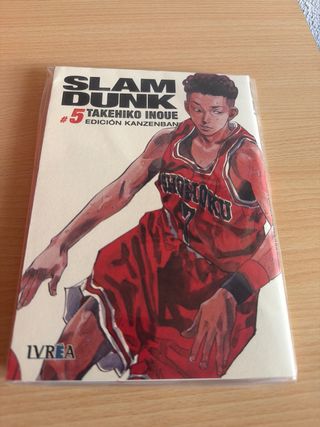 SLAM
DUNK
#5 TAKEHIKO INOUE
EDICIÓN KANZENBAN
SHOHOKU
7
IVREA